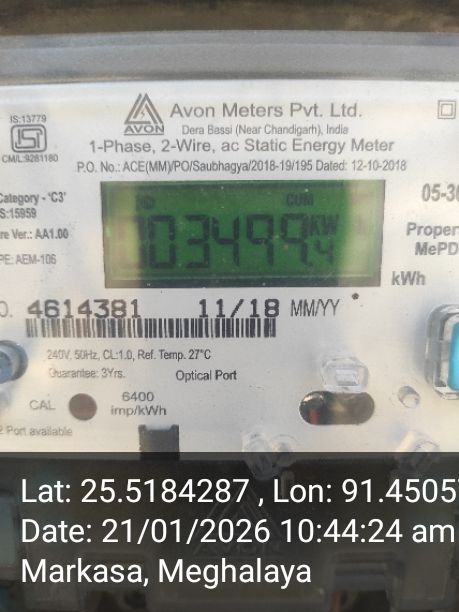 IS:13779
CM/L:9281180
AVON
Avon Meters Pvt. Ltd.
Dera Bassi (Near Chandigarh), India
1-Phase, 2-Wire, ac Static Energy Meter
P.O. No.: ACE(MM)/PO/Saubhagya/2018-19/195 Dated: 12-10-2018
Category - 'C3'
S:15959
re Ver.: AA1.00
PE: AEM-106
CUM
003499.4
KW
05-30
Proper
MePD
kWh
O. 4614381 11/18 MM/YY
240V, 50Hz, CL:1.0, Ref. Temp. 27°C
Guarantee: 3Yrs. Optical Port
CAL
6400
imp/kWh
2 Port available
AVON
Lat: 25.5184287 , Lon: 91.4505
Date: 21/01/2026 10:44:24 am
Markasa, Meghalaya